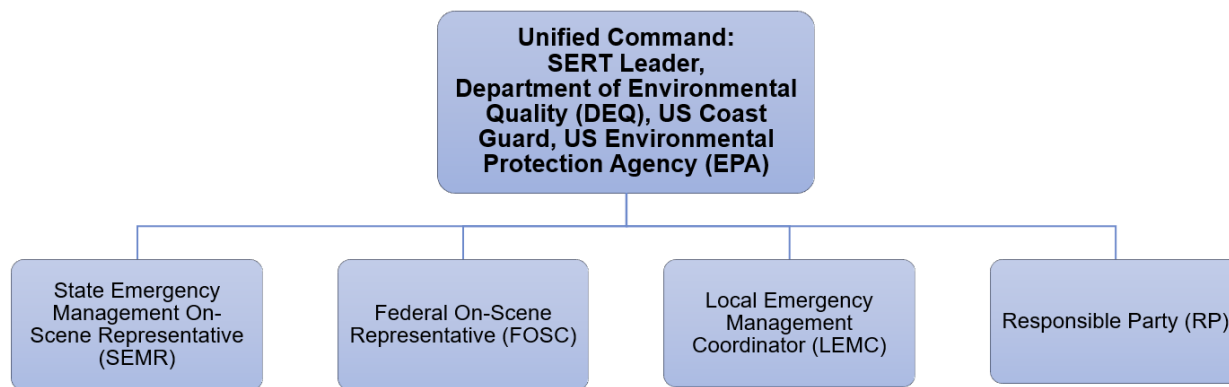 Unified Command:
SERT Leader,
Department of Environmental
Quality (DEQ), US Coast
Guard, US Environmental
Protection Agency (EPA)
State Emergency
Management On-
Scene Representative
(SEMR)
Federal On-Scene
Representative (FOSC)
Local Emergency
Management
Coordinator (LEMC)
Responsible Party (RP)